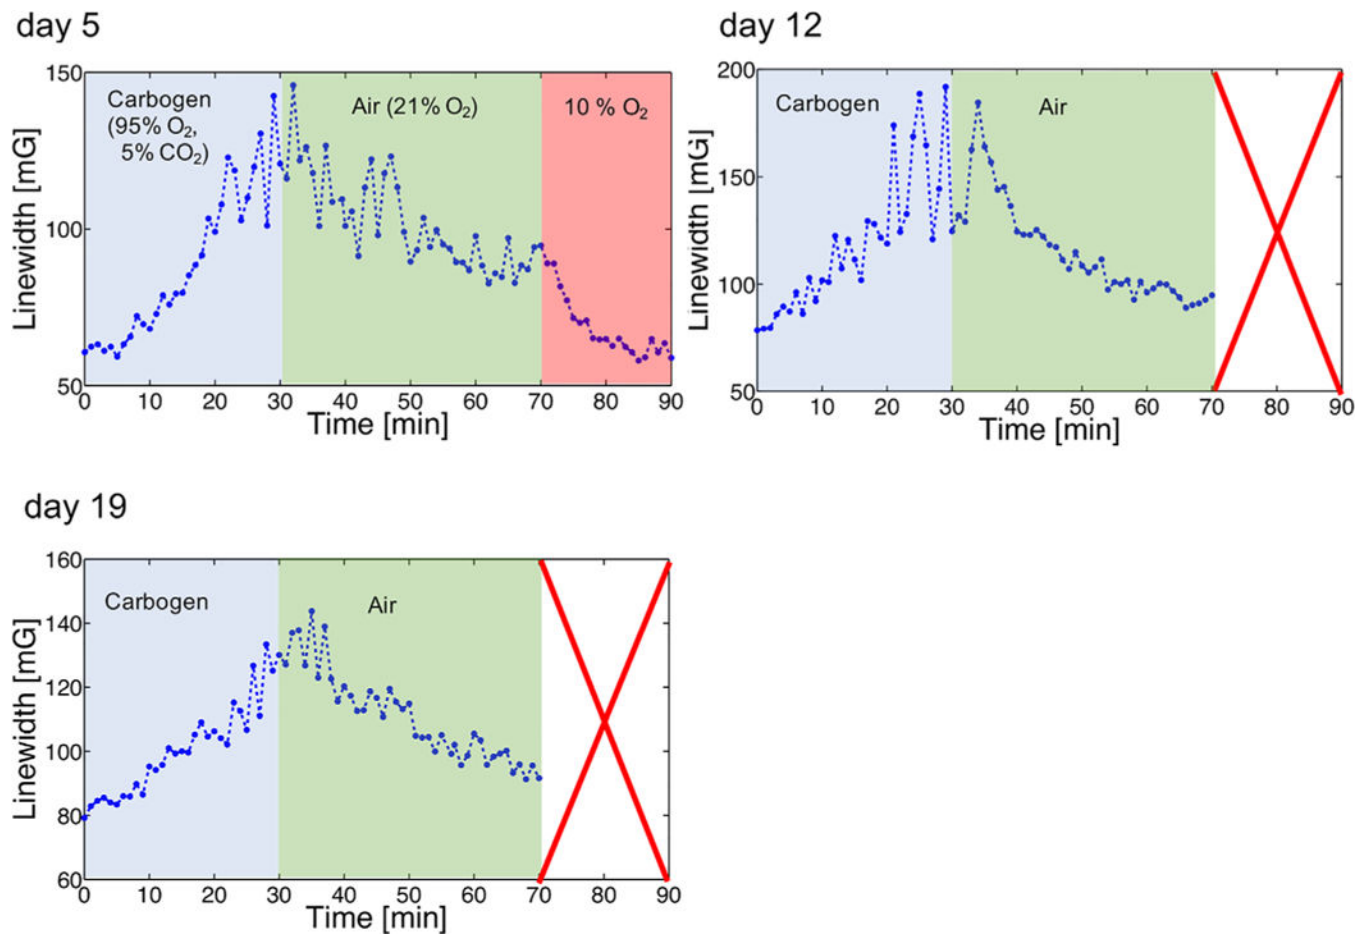 day 5
150
100
50
Linewidth [mG]
Carbogen
(95% O₂,
5% CO₂)
Air (21% O₂)
10 % O₂
0 10 20 30 40 50 60 70 80 90
Time [min]
day 12
200
150
100
50
Linewidth [mG]
Carbogen
Air
0 10 20 30 40 50 60 70 80 90
Time [min]
day 19
160
140
120
100
80
60
Linewidth [mG]
Carbogen
Air
0 10 20 30 40 50 60 70 80 90
Time [min]